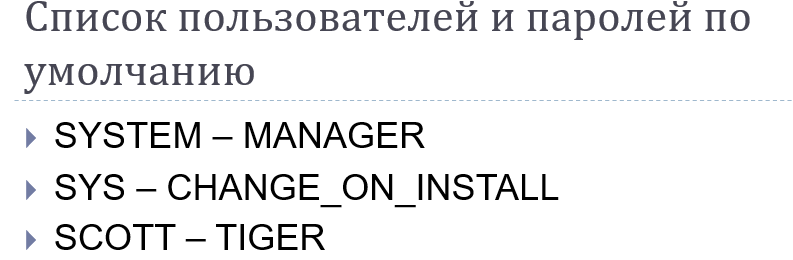 Список пользователей и паролей по
умолчанию
SYSTEM – MANAGER
SYS – CHANGE_ON_INSTALL
SCOTT – TIGER